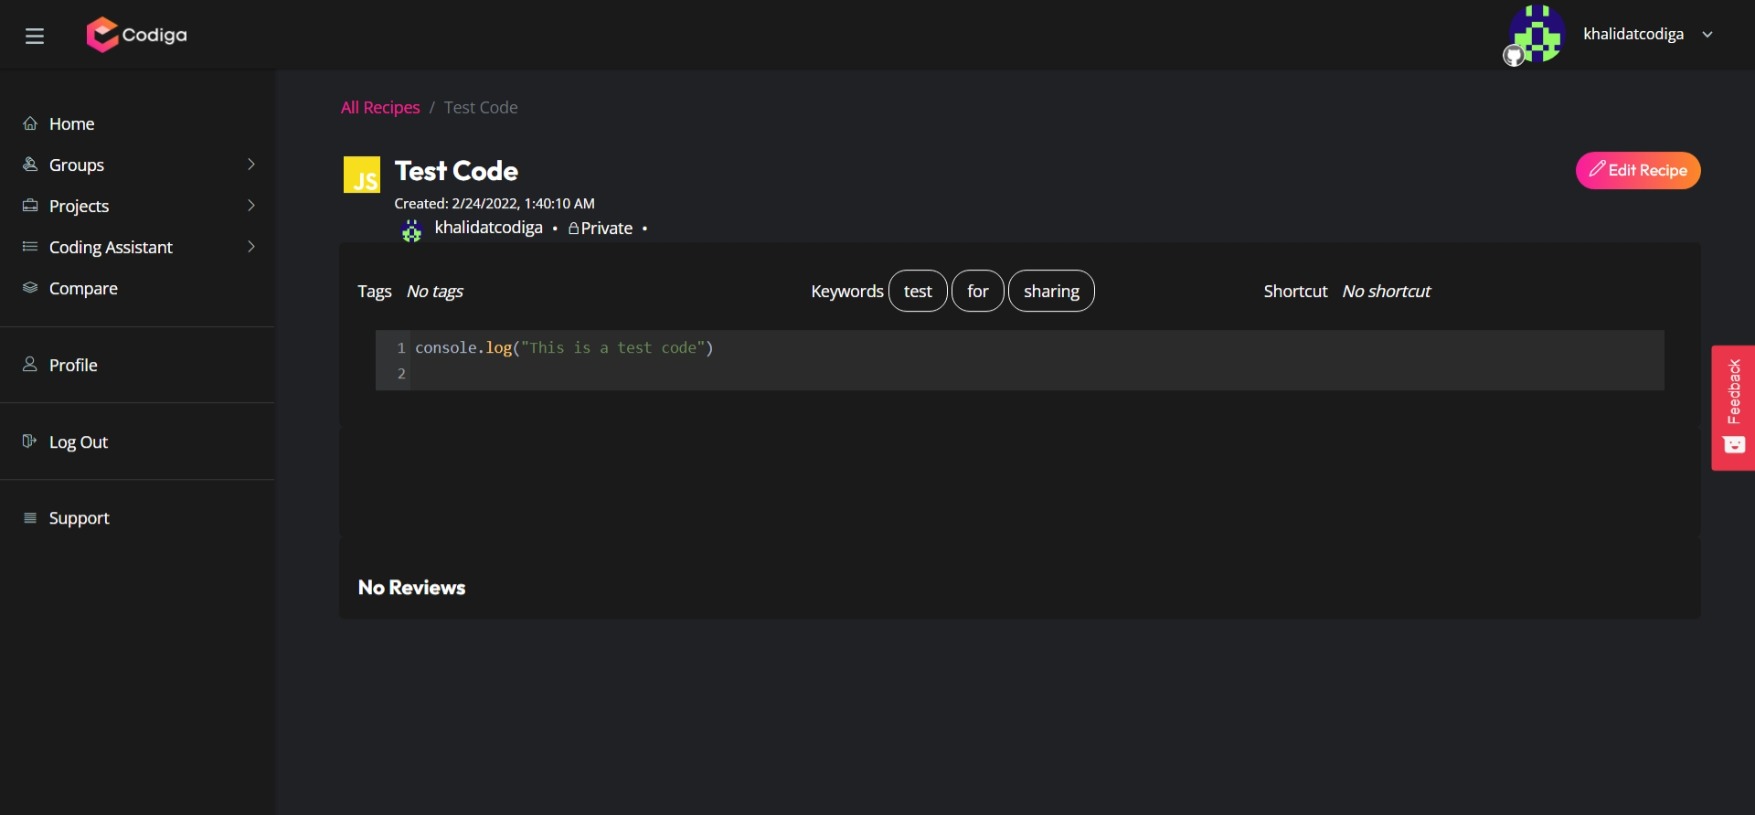 Codiga
khalidatcodiga
Home
Groups
Projects
Coding Assistant
Compare
Profile
Log Out
Support
All Recipes / Test Code
JS
Test Code
Edit Recipe
Created: 2/24/2022, 1:40:10 AM
khalidatcodiga • Private •
Tags No tags Keywords test for sharing Shortcut No shortcut
1 console.log("This is a test code")
2
No Reviews
Feedback